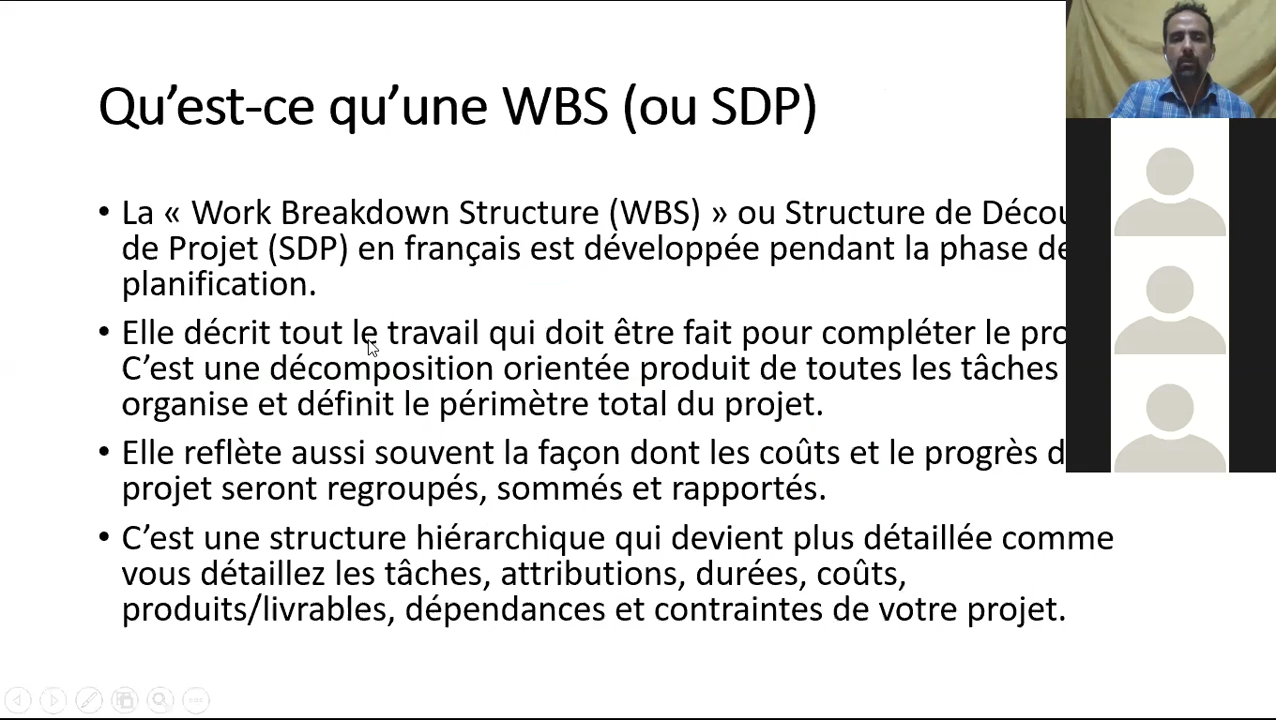 Qu’est-ce qu’une WBS (ou SDP)
• La « Work Breakdown Structure (WBS) » ou Structure de
de Projet (SDP) en français est développée pendant la phase
planification.
• Elle décrit tout le travail qui doit être fait pour compléter le
C’est une décomposition orientée produit de toutes les tâches
organise et définit le périmètre total du projet.
• Elle reflète aussi souvent la façon dont les coûts et le progrès
projet seront regroupés, sommés et rapportés.
• C’est une structure hiérarchique qui devient plus détaillée comme
vous détaillez les tâches, attributions, durées, coûts,
produits/livrables, dépendances et contraintes de votre projet.